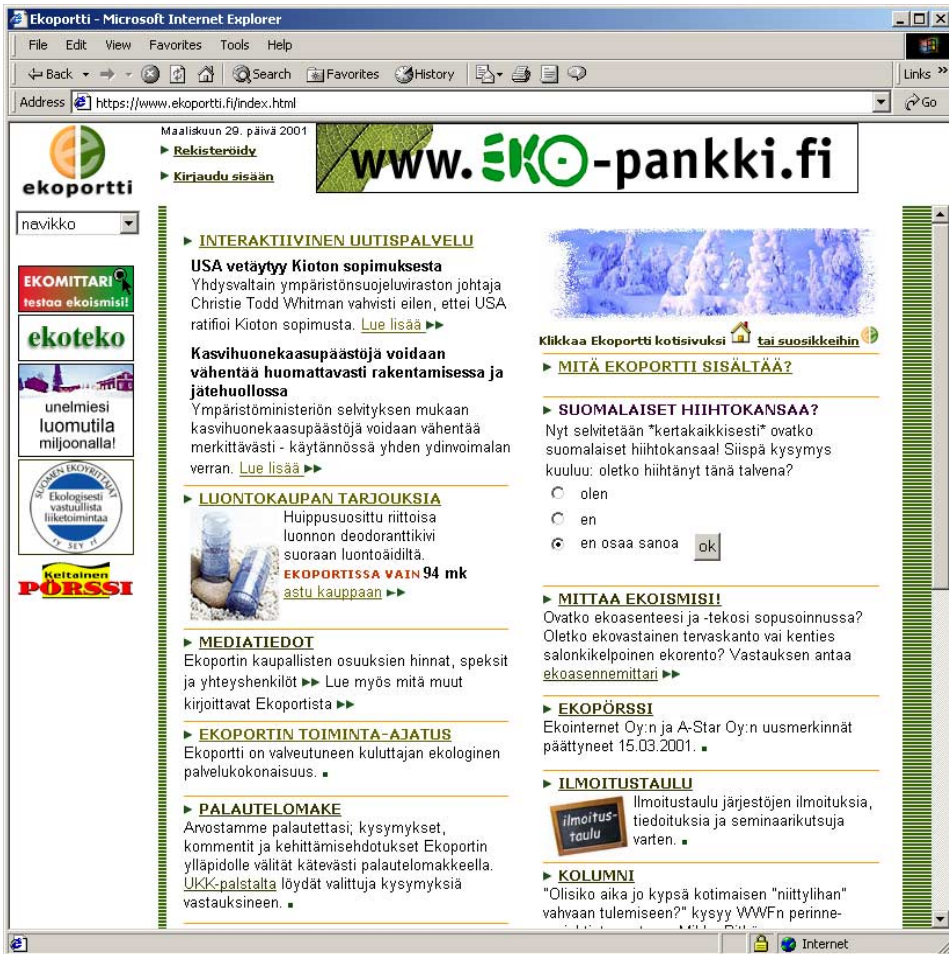 Ekoportti - Microsoft Internet Explorer
File Edit View Favorites Tools Help
Back Search Favorites History Links »
Address https://www.ekoportti.fi/index.html Go
ekoportti
Maaliskuun 29. päivä 2001
Rekisteröidy
Kirjaudu sisään
www.EKO-pankki.fi
navikko
EKOMITTARI
testaa ekoismisi!
ekoteko
unelmiesi
luomutila
miljoonalla!
SUOMEN EKOYRITTÄJÄT
Ekologisesti
vastuullista
liiketoimintaa
RY SEY rf
Keltainen
PÖRSSI
INTERAKTIIVINEN UUTISPALVELU
USA vetäytyy Kioton sopimuksesta
Yhdysvaltain ympäristönsuojeluviraston johtaja
Christie Todd Whitman vahvisti eilen, ettei USA
ratifioi Kioton sopimusta. Lue lisää
Kasvihuonekaasupäästöjä voidaan
vähentää huomattavasti rakentamisessa ja
jätehuollossa
Ympäristöministeriön selvityksen mukaan
kasvihuonekaasupäästöjä voidaan vähentää
merkittävästi - käytännössä yhden ydinvoimalan
verran. Lue lisää
LUONTOKAUPAN TARJOUKSIA
Huippusuosittu riittoisa
luonnon deodoranttikivi
suoraan luontoäidiltä.
EKOPORTISSA VAIN 94 mk
astu kauppaan
MEDIATIEDOT
Ekoportin kaupallisten osuuksien hinnat, speksit
ja yhteyshenkilöt Lue myös mitä muut
kirjoittavat Ekoportista
EKOPORTIN TOIMINTA-AJATUS
Ekoportti on valveutuneen kuluttajan ekologinen
palvelukokonaisuus.
PALAUTELOMAKE
Arvostamme palautettasi; kysymykset,
kommentit ja kehittämisehdotukset Ekoportin
ylläpidolle välität kätevästi palautelomakkeella.
UKK-palstalta löydät valittuja kysymyksiä
vastauksineen.
Klikkaa Ekoportti kotisivuksi tai suosikkeihin
MITÄ EKOPORTTI SISÄLTÄÄ?
SUOMALAISET HIIHTOKANSAA?
Nyt selvitetään *kertakaikkisesti* ovatko
suomalaiset hiihtokansaa! Siispä kysymys
kuuluu: oletko hiihtänyt tänä talvena?
olen
en
en osaa sanoa ok
MITTAA EKOISMISI!
Ovatko ekoasenteesi ja -tekosi sopusoinnussa?
Oletko ekovastainen tervaskanto vai kenties
salonkikelpoinen ekorento? Vastauksen antaa
ekoasennemittari
EKOPÖRSSI
Ekointernet Oy:n ja A-Star Oy:n uusmerkinnät
päättyneet 15.03.2001.
ILMOITUSTAULU
ilmoitus-
taulu
Ilmoitustaulu järjestöjen ilmoituksia,
tiedoituksia ja seminaarikutsuja
varten.
KOLUMNI
"Olisiko aika jo kypsä kotimaisen "niittylihan"
vahvaan tulemiseen?" kysyy WWFn perinne-
Internet